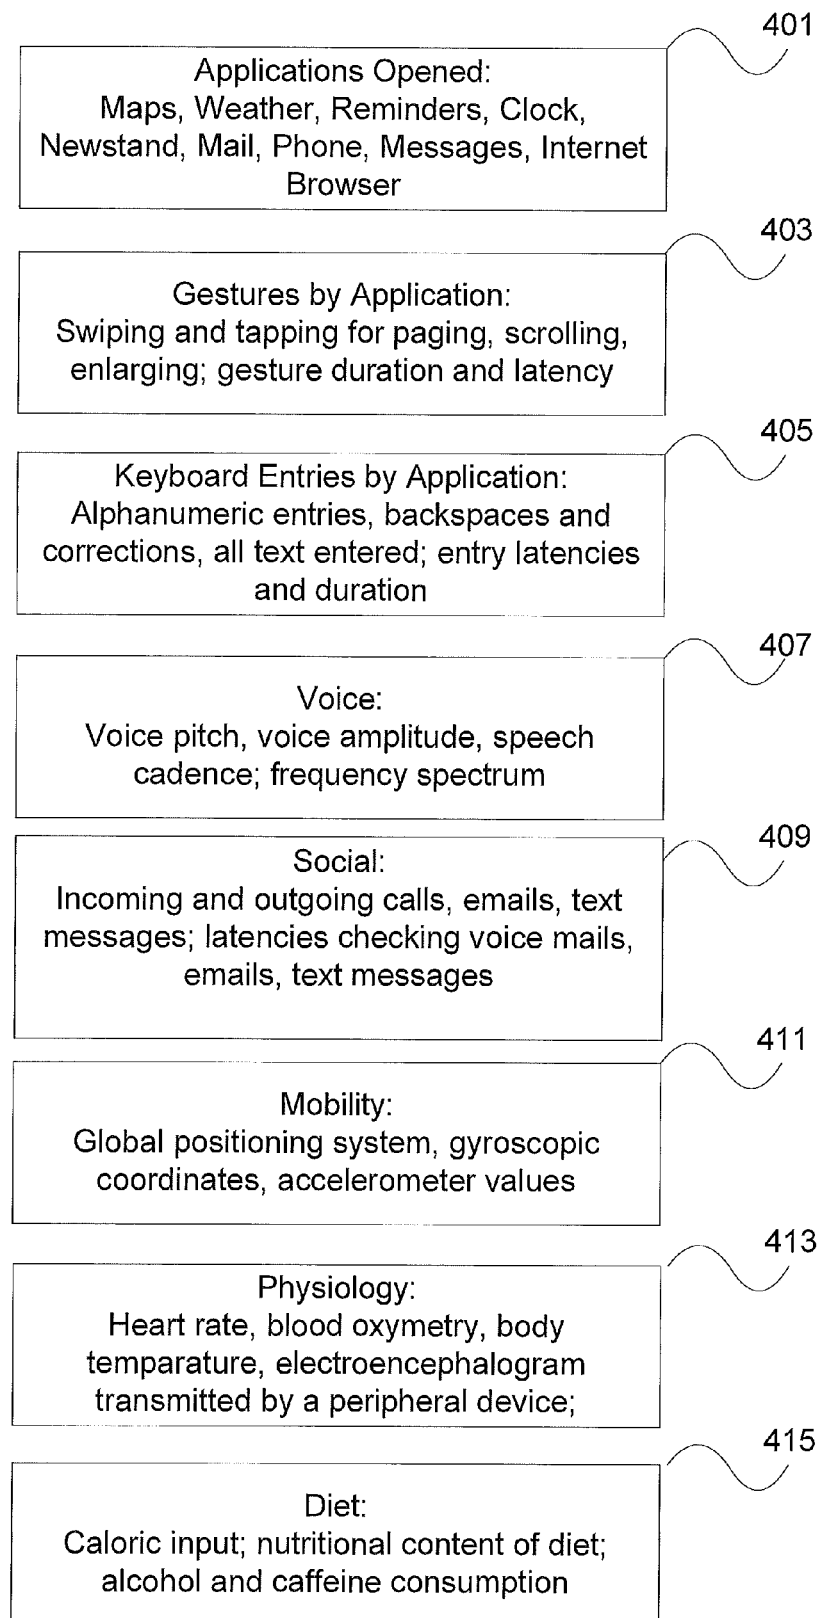 401
Applications Opened:
Maps, Weather, Reminders, Clock,
Newstand, Mail, Phone, Messages, Internet
Browser
403
Gestures by Application:
Swiping and tapping for paging, scrolling,
enlarging; gesture duration and latency
405
Keyboard Entries by Application:
Alphanumeric entries, backspaces and
corrections, all text entered; entry latencies
and duration
407
Voice:
Voice pitch, voice amplitude, speech
cadence; frequency spectrum
409
Social:
Incoming and outgoing calls, emails, text
messages; latencies checking voice mails,
emails, text messages
411
Mobility:
Global positioning system, gyroscopic
coordinates, accelerometer values
413
Physiology:
Heart rate, blood oxymetry, body
temparature, electroencephalogram
transmitted by a peripheral device;
415
Diet:
Caloric input; nutritional content of diet;
alcohol and caffeine consumption